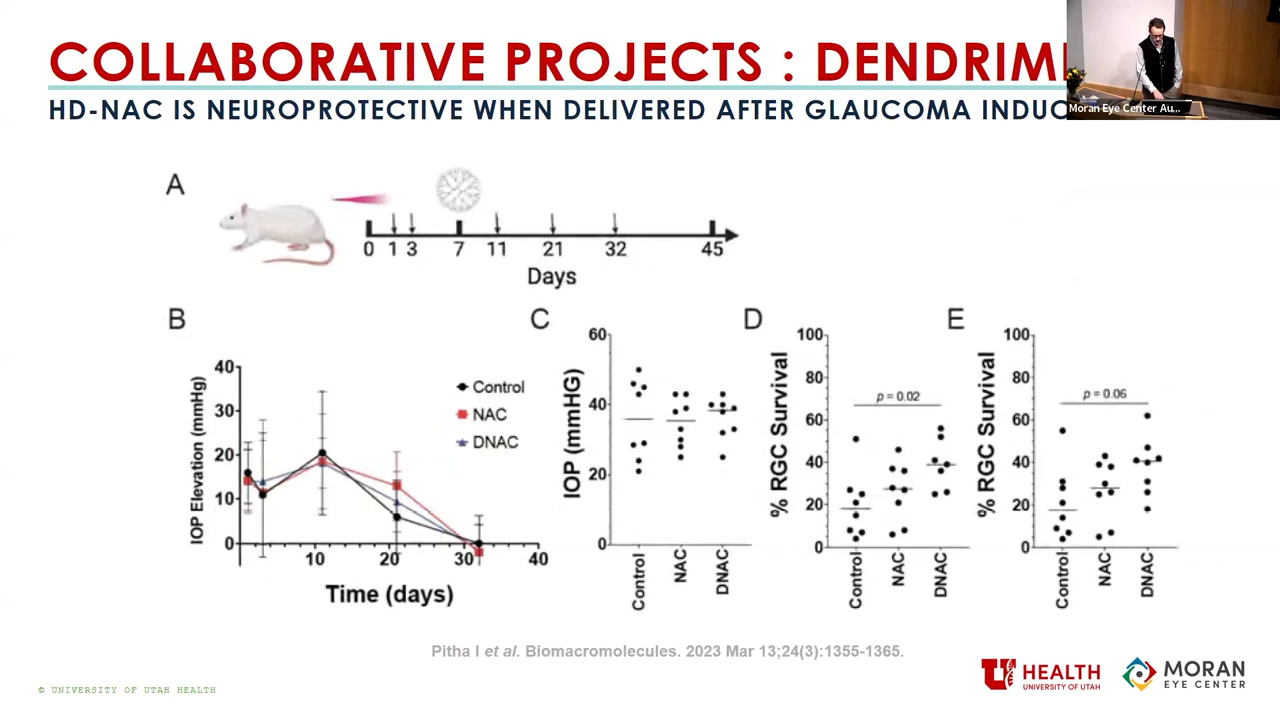 COLLABORATIVE PROJECTS : DENDRIM
HD-NAC IS NEUROPROTECTIVE WHEN DELIVERED AFTER GLAUCOMA INDUC
Moran Eye Center Au...
A
0 1 3 7 11 21 32 45
Days
B
40
30
20
10
0
10 20 30 40
IOP Elevation (mmHg)
Time (days)
Control
NAC
DNAC
C
60
40
20
0
IOP (mmHG)
Control
NAC
DNAC
D
100
80
60
40
20
0
% RGC Survival
p = 0.02
Control
NAC
DNAC
E
100
80
60
40
20
0
% RGC Survival
p = 0.06
Control
NAC
DNAC
Pitha I et al. Biomacromolecules. 2023 Mar 13;24(3):1355-1365.
© UNIVERSITY OF UTAH HEALTH
U HEALTH
UNIVERSITY OF UTAH
MORAN
EYE CENTER